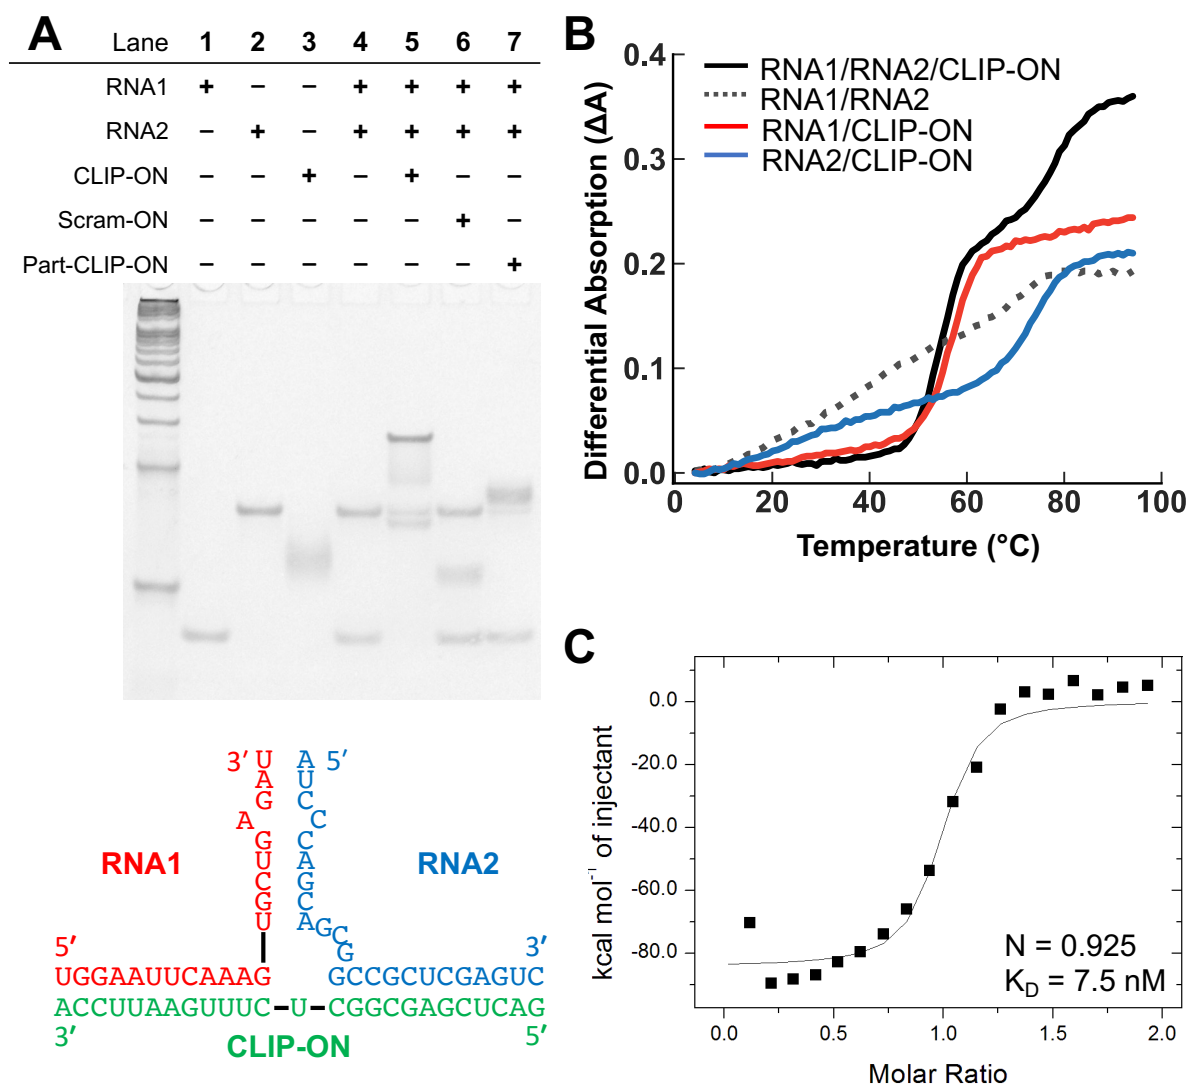 A
Lane 1 2 3 4 5 6 7
RNA1 + – – + + + +
RNA2 – + – + + + +
CLIP-ON – – + – + – –
Scram-ON – – – – – + –
Part-CLIP-ON – – – – – – +
3′ U A 5′
A U
G C
A C
G C
U A
C G
G C
U A
G
C
G
RNA1
RNA2
5′
3′
UGGAAUUCAAAG
GCCGCUCGAGUC
ACCUUAAGUUUC–U–CGGCGAGCUCAG
3′
5′
CLIP-ON
B
Differential Absorption (ΔA)
0.4
0.3
0.2
0.1
0.0
RNA1/RNA2/CLIP-ON
RNA1/RNA2
RNA1/CLIP-ON
RNA2/CLIP-ON
0 20 40 60 80 100
Temperature (°C)
C
kcal mol⁻¹ of injectant
0.0
-20.0
-40.0
-60.0
-80.0
N = 0.925
K_D = 7.5 nM
0.0 0.5 1.0 1.5 2.0
Molar Ratio